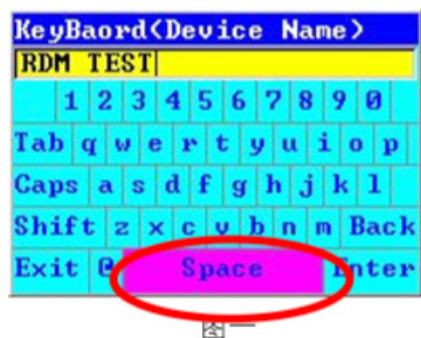 KeyBaord(Device Name)
RDM TEST
1 2 3 4 5 6 7 8 9 0
Tab q w e r t y u i o p
Caps a s d f g h j k l
Shift z x c v b n m Back
Exit @ Space Enter
图一